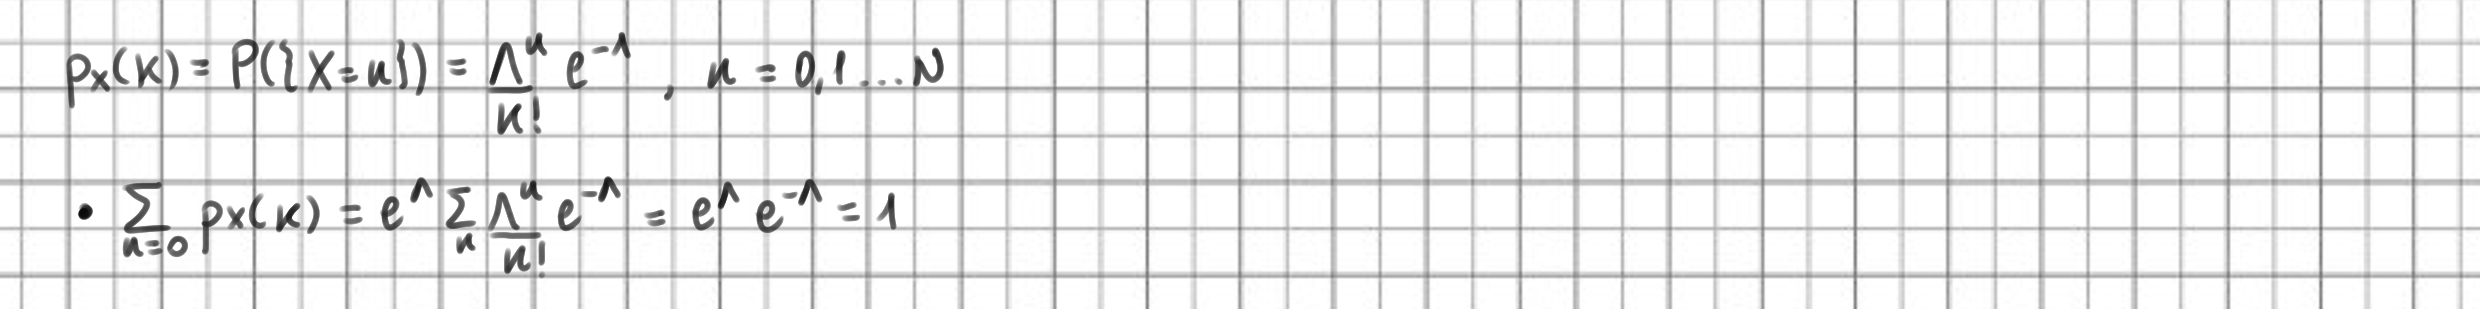 px(k) = P({X=k}) = Λ^k/k! e^-Λ , k = 0,1...N
• Σ_{k=0} px(k) = e^Λ Σ_k Λ^k/k! e^-Λ = e^Λ e^-Λ = 1